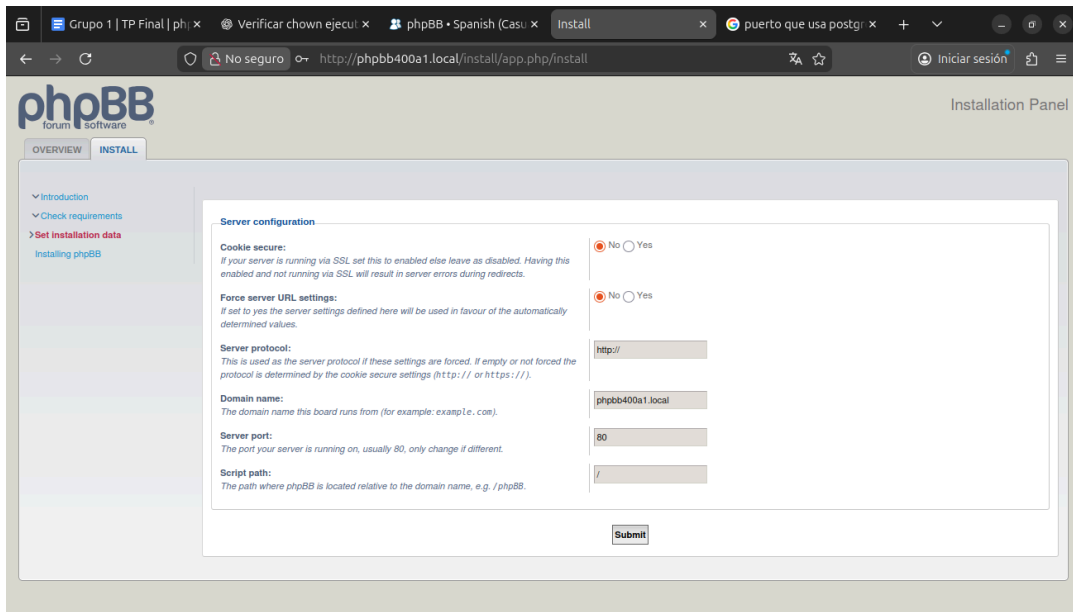 Grupo 1 | TP Final | ph
Verificar chown ejecut
phpBB • Spanish (Casu
Install
puerto que usa postgr
No seguro
http://phpbb400a1.local/install/app.php/install
Iniciar sesión
phpBB
forum software
Installation Panel
OVERVIEW
INSTALL
Introduction
Check requirements
Set installation data
Installing phpBB
Server configuration
Cookie secure:
If your server is running via SSL set this to enabled else leave as disabled. Having this
enabled and not running via SSL will result in server errors during redirects.
No Yes
Force server URL settings:
If set to yes the server settings defined here will be used in favour of the automatically
determined values.
No Yes
Server protocol:
This is used as the server protocol if these settings are forced. If empty or not forced the
protocol is determined by the cookie secure settings (http:// or https://).
http://
Domain name:
The domain name this board runs from (for example: example.com).
phpbb400a1.local
Server port:
The port your server is running on, usually 80, only change if different.
80
Script path:
The path where phpBB is located relative to the domain name, e.g. /phpBB.
/
Submit